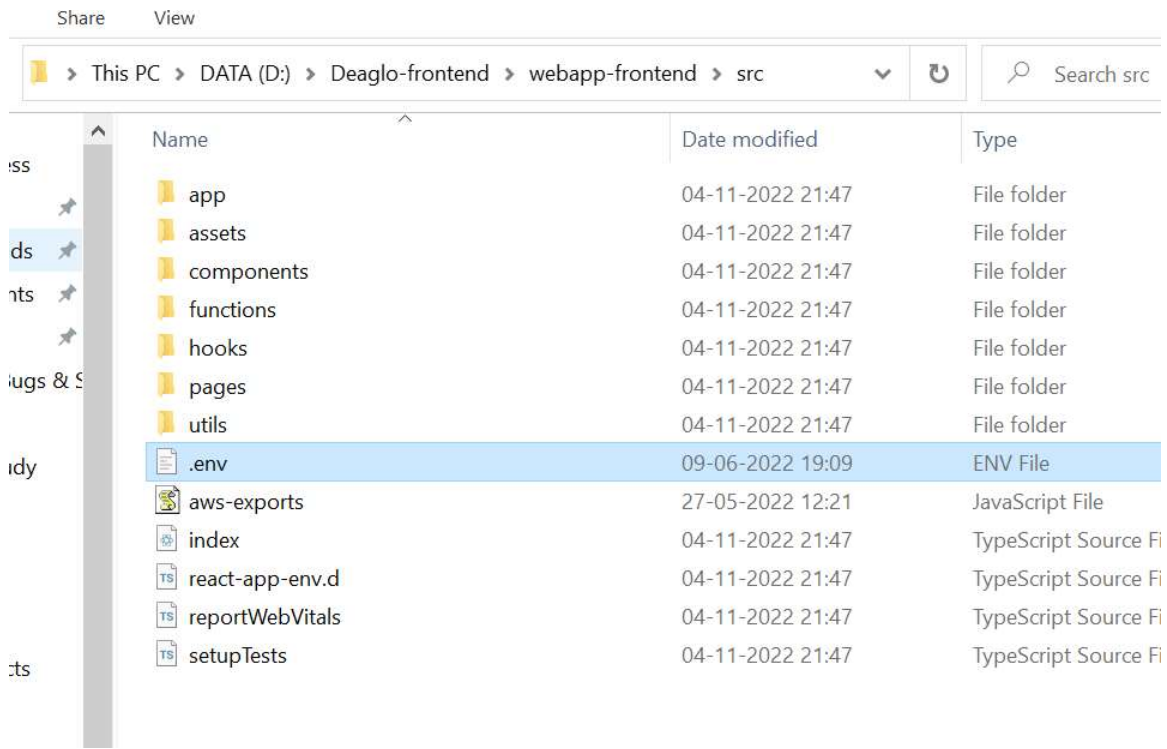 Share View
This PC > DATA (D:) > Deaglo-frontend > webapp-frontend > src Search src
Name Date modified Type
ess
app 04-11-2022 21:47 File folder
assets 04-11-2022 21:47 File folder
ds
components 04-11-2022 21:47 File folder
nts
functions 04-11-2022 21:47 File folder
hooks 04-11-2022 21:47 File folder
Bugs & S
pages 04-11-2022 21:47 File folder
utils 04-11-2022 21:47 File folder
.env 09-06-2022 19:09 ENV File
udy
aws-exports 27-05-2022 12:21 JavaScript File
index 04-11-2022 21:47 TypeScript Source Fi
TS react-app-env.d 04-11-2022 21:47 TypeScript Source Fi
TS reportWebVitals 04-11-2022 21:47 TypeScript Source Fi
TS setupTests 04-11-2022 21:47 TypeScript Source Fi
cts